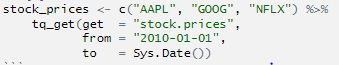 stock_prices <- c("AAPL", "GOOG", "NFLX") %>%
    tq_get(get  = "stock.prices",
           from = "2010-01-01",
           to   = Sys.Date())